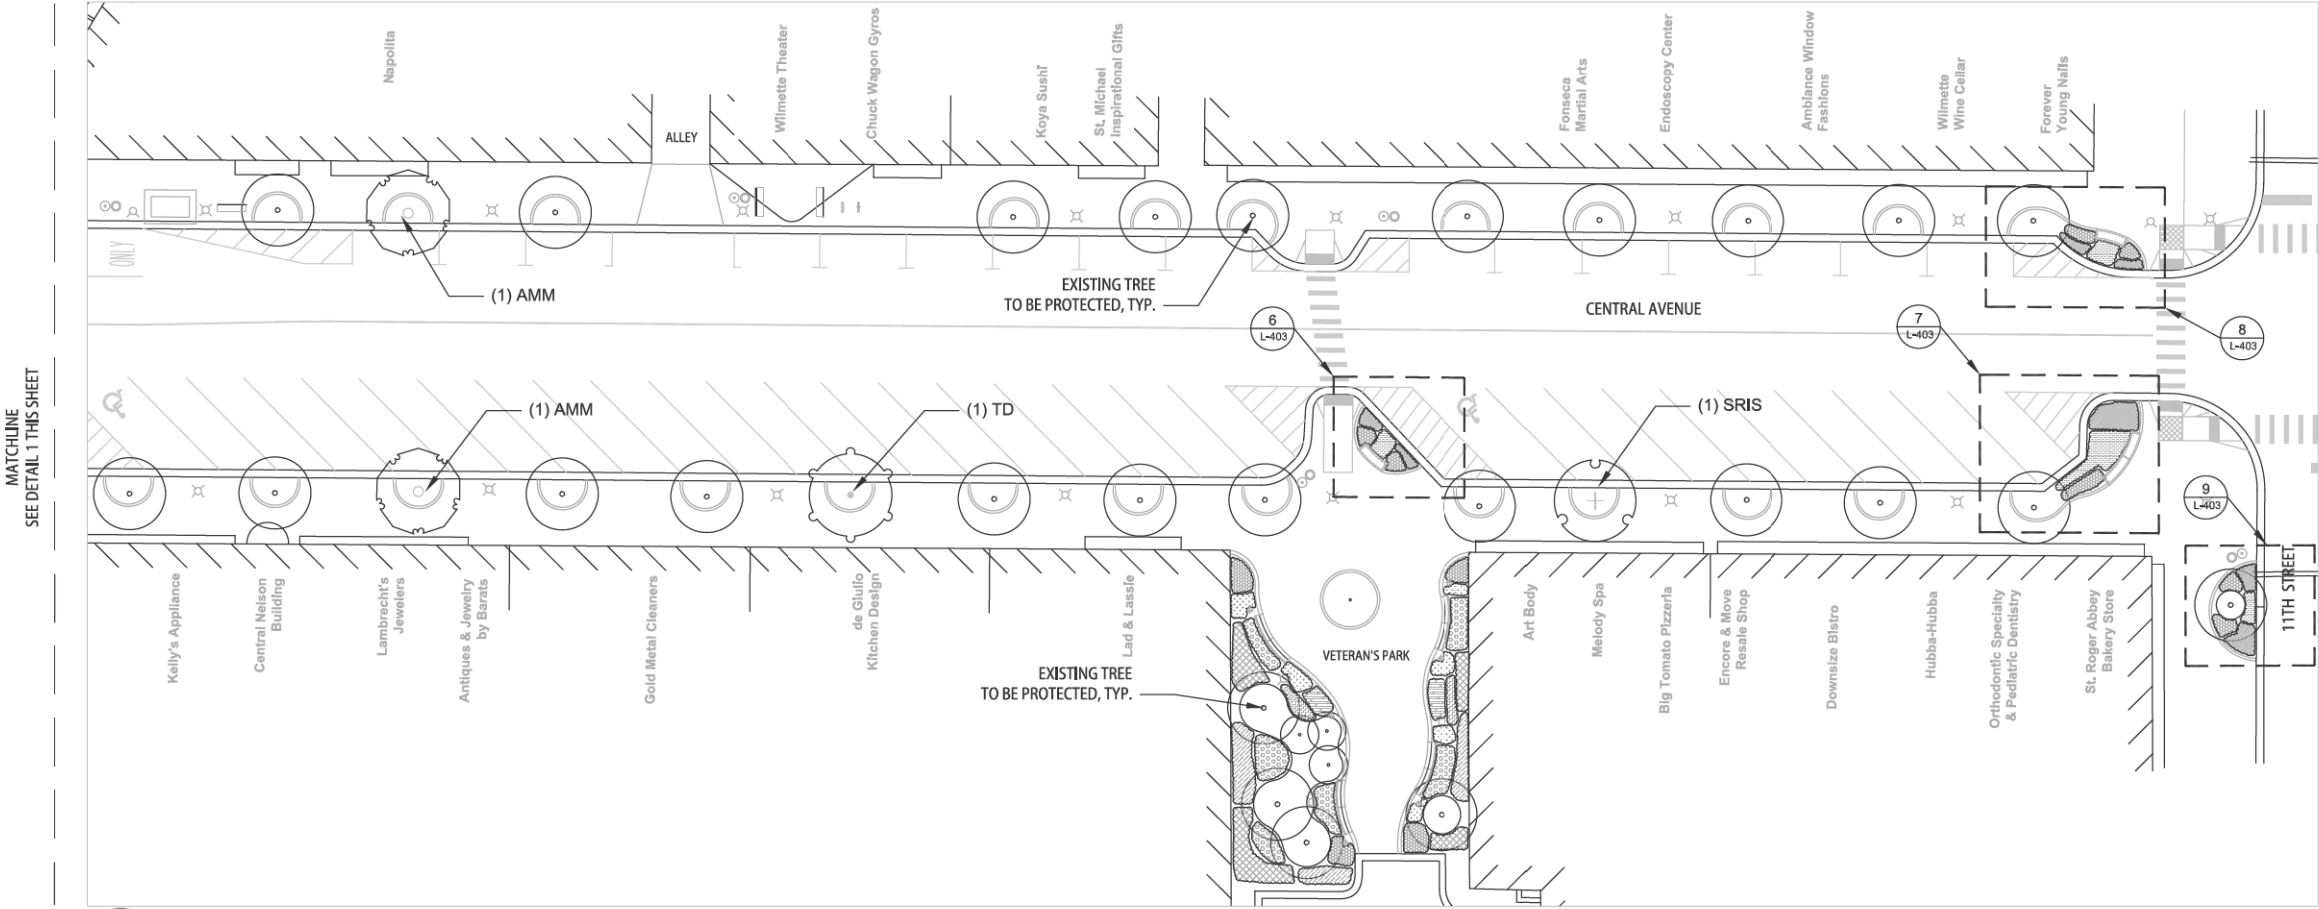 Napolita
Wilmette Theater
Chuck Wagon Gyros
Koya Sushi
St. Michael
Inspirational Gifts
Fonseca
Martial Arts
Endoscopy Center
Ambiance Window
Fashions
Wilmette
Wine Cellar
Forever
Young Nails
ALLEY
ONLY
(1) AMM
EXISTING TREE
TO BE PROTECTED, TYP.
CENTRAL AVENUE
6
L-403
7
L-403
8
L-403
MATCHLINE
SEE DETAIL 1 THIS SHEET
(1) AMM
(1) TD
(1) SRIS
9
L-403
11TH STREET
Kelly's Appliance
Central Nelson
Building
Lambrecht's
Jewelers
Antiques & Jewelry
by Barats
Gold Metal Cleaners
de Giulio
Kitchen Design
Lad & Lassie
EXISTING TREE
TO BE PROTECTED, TYP.
VETERAN'S PARK
Art Body
Melody Spa
Big Tomato Pizzeria
Encore & Move
Resale Shop
Downsize Bistro
Hubba-Hubba
Orthodontic Specialty
& Pediatric Dentistry
St. Roger Abbey
Bakery Store